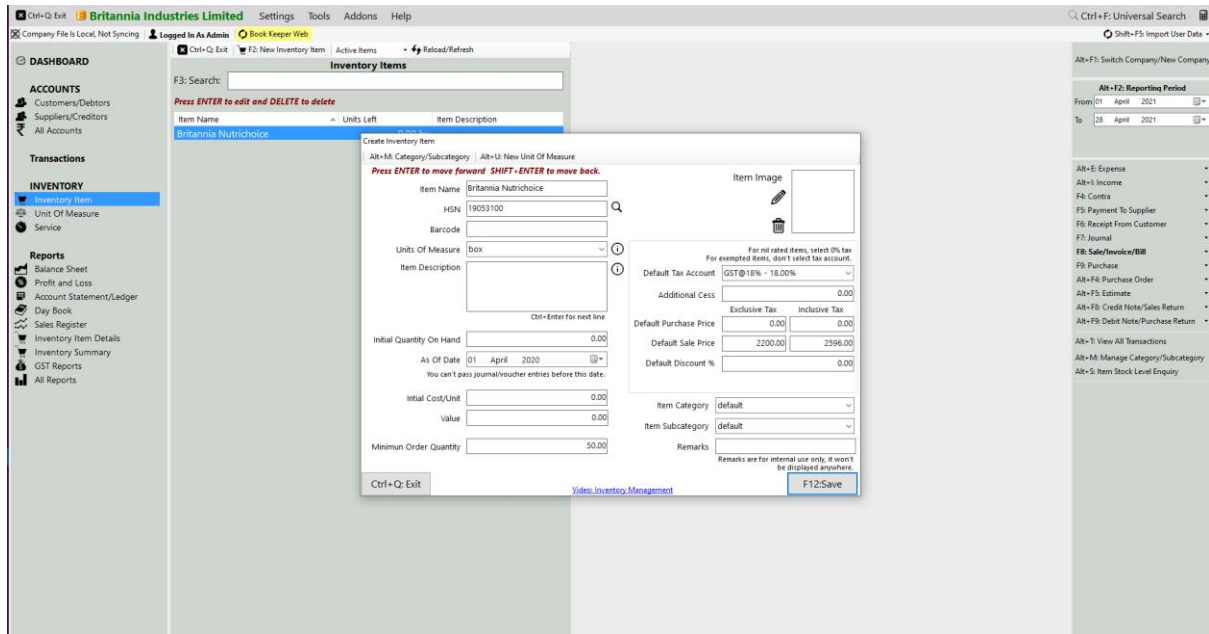 Ctrl+Q: Exit Britannia Industries Limited Settings Tools Addons Help Ctrl+F: Universal Search
Company File Is Local, Not Syncing Logged In As Admin Book Keeper Web Shift+F5: Import User Data
DASHBOARD
ACCOUNTS
Customers/Debtors
Suppliers/Creditors
All Accounts
Transactions
INVENTORY
Inventory Item
Unit Of Measure
Service
Reports
Balance Sheet
Profit and Loss
Account Statement/Ledger
Day Book
Sales Register
Inventory Item Details
Inventory Summary
GST Reports
All Reports
Ctrl+Q: Exit F2: New Inventory Item Active Items Reload/Refresh
Inventory Items
F3: Search:
Press ENTER to edit and DELETE to delete
Item Name Units Left Item Description
Britannia Nutrichoice
Create Inventory Item
Alt+M: Category/Subcategory Alt+U: New Unit Of Measure
Press ENTER to move forward SHIFT+ENTER to move back.
Item Name Britannia Nutrichoice
HSN 19053100
Barcode
Units Of Measure box
Item Description
Ctrl+Enter for next line
Initial Quantity On Hand 0.00
As Of Date 01 April 2020
You can't pass journal/voucher entries before this date.
Intial Cost/Unit 0.00
Value 0.00
Minimun Order Quantity 50.00
Item Image
For nil rated items, select 0% tax
For exempted items, don't select tax account.
Default Tax Account GST@18% - 18.00%
Additional Cess 0.00
Exclusive Tax Inclusive Tax
Default Purchase Price 0.00 0.00
Default Sale Price 2200.00 2596.00
Default Discount % 0.00
Item Category default
Item Subcategory default
Remarks
Remarks are for internal use only, it won't
be displayed anywhere.
Ctrl+Q: Exit Video: Inventory Management F12:Save
Alt+F1: Switch Company/New Company
Alt+F2: Reporting Period
From 01 April 2021
To 28 April 2021
Alt+E: Expense
Alt+I: Income
F4: Contra
F5: Payment To Supplier
F6: Receipt From Customer
F7: Journal
F8: Sale/Invoice/Bill
F9: Purchase
Alt+F4: Purchase Order
Alt+F5: Estimate
Alt+F8: Credit Note/Sales Return
Alt+F9: Debit Note/Purchase Return
Alt+T: View All Transactions
Alt+M: Manage Category/Subcategory
Alt+S: Item Stock Level Enquiry